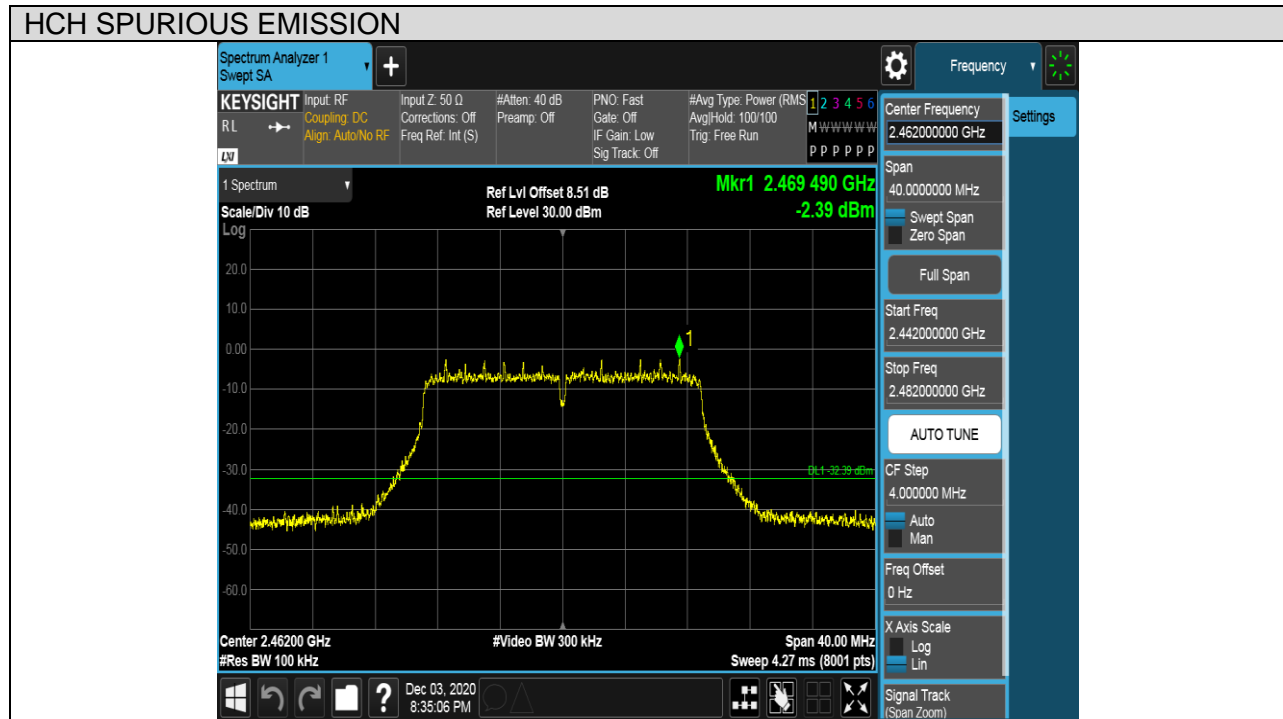 HCH SPURIOUS EMISSION
Spectrum Analyzer 1
Swept SA
+
Frequency
KEYSIGHT
RL
LXI
Input: RF
Coupling: DC
Align: Auto/No RF
Input Z: 50 Ω
Corrections: Off
Freq Ref: Int (S)
#Atten: 40 dB
Preamp: Off
PNO: Fast
Gate: Off
IF Gain: Low
Sig Track: Off
#Avg Type: Power (RMS
Avg|Hold: 100/100
Trig: Free Run
1 2 3 4 5 6
M W W W W W
P P P P P P
1 Spectrum
Scale/Div 10 dB
Ref Lvl Offset 8.51 dB
Ref Level 30.00 dBm
Mkr1 2.469 490 GHz
-2.39 dBm
Log
20.0
10.0
0.00
-10.0
-20.0
-30.0
-40.0
-50.0
-60.0
1
DL1 -32.39 dBm
Center 2.46200 GHz
#Res BW 100 kHz
#Video BW 300 kHz
Span 40.00 MHz
Sweep 4.27 ms (8001 pts)
?
Dec 03, 2020
8:35:06 PM
Center Frequency
2.462000000 GHz
Settings
Span
40.0000000 MHz
Swept Span
Zero Span
Full Span
Start Freq
2.442000000 GHz
Stop Freq
2.482000000 GHz
AUTO TUNE
CF Step
4.000000 MHz
Auto
Man
Freq Offset
0 Hz
X Axis Scale
Log
Lin
Signal Track
(Span Zoom)